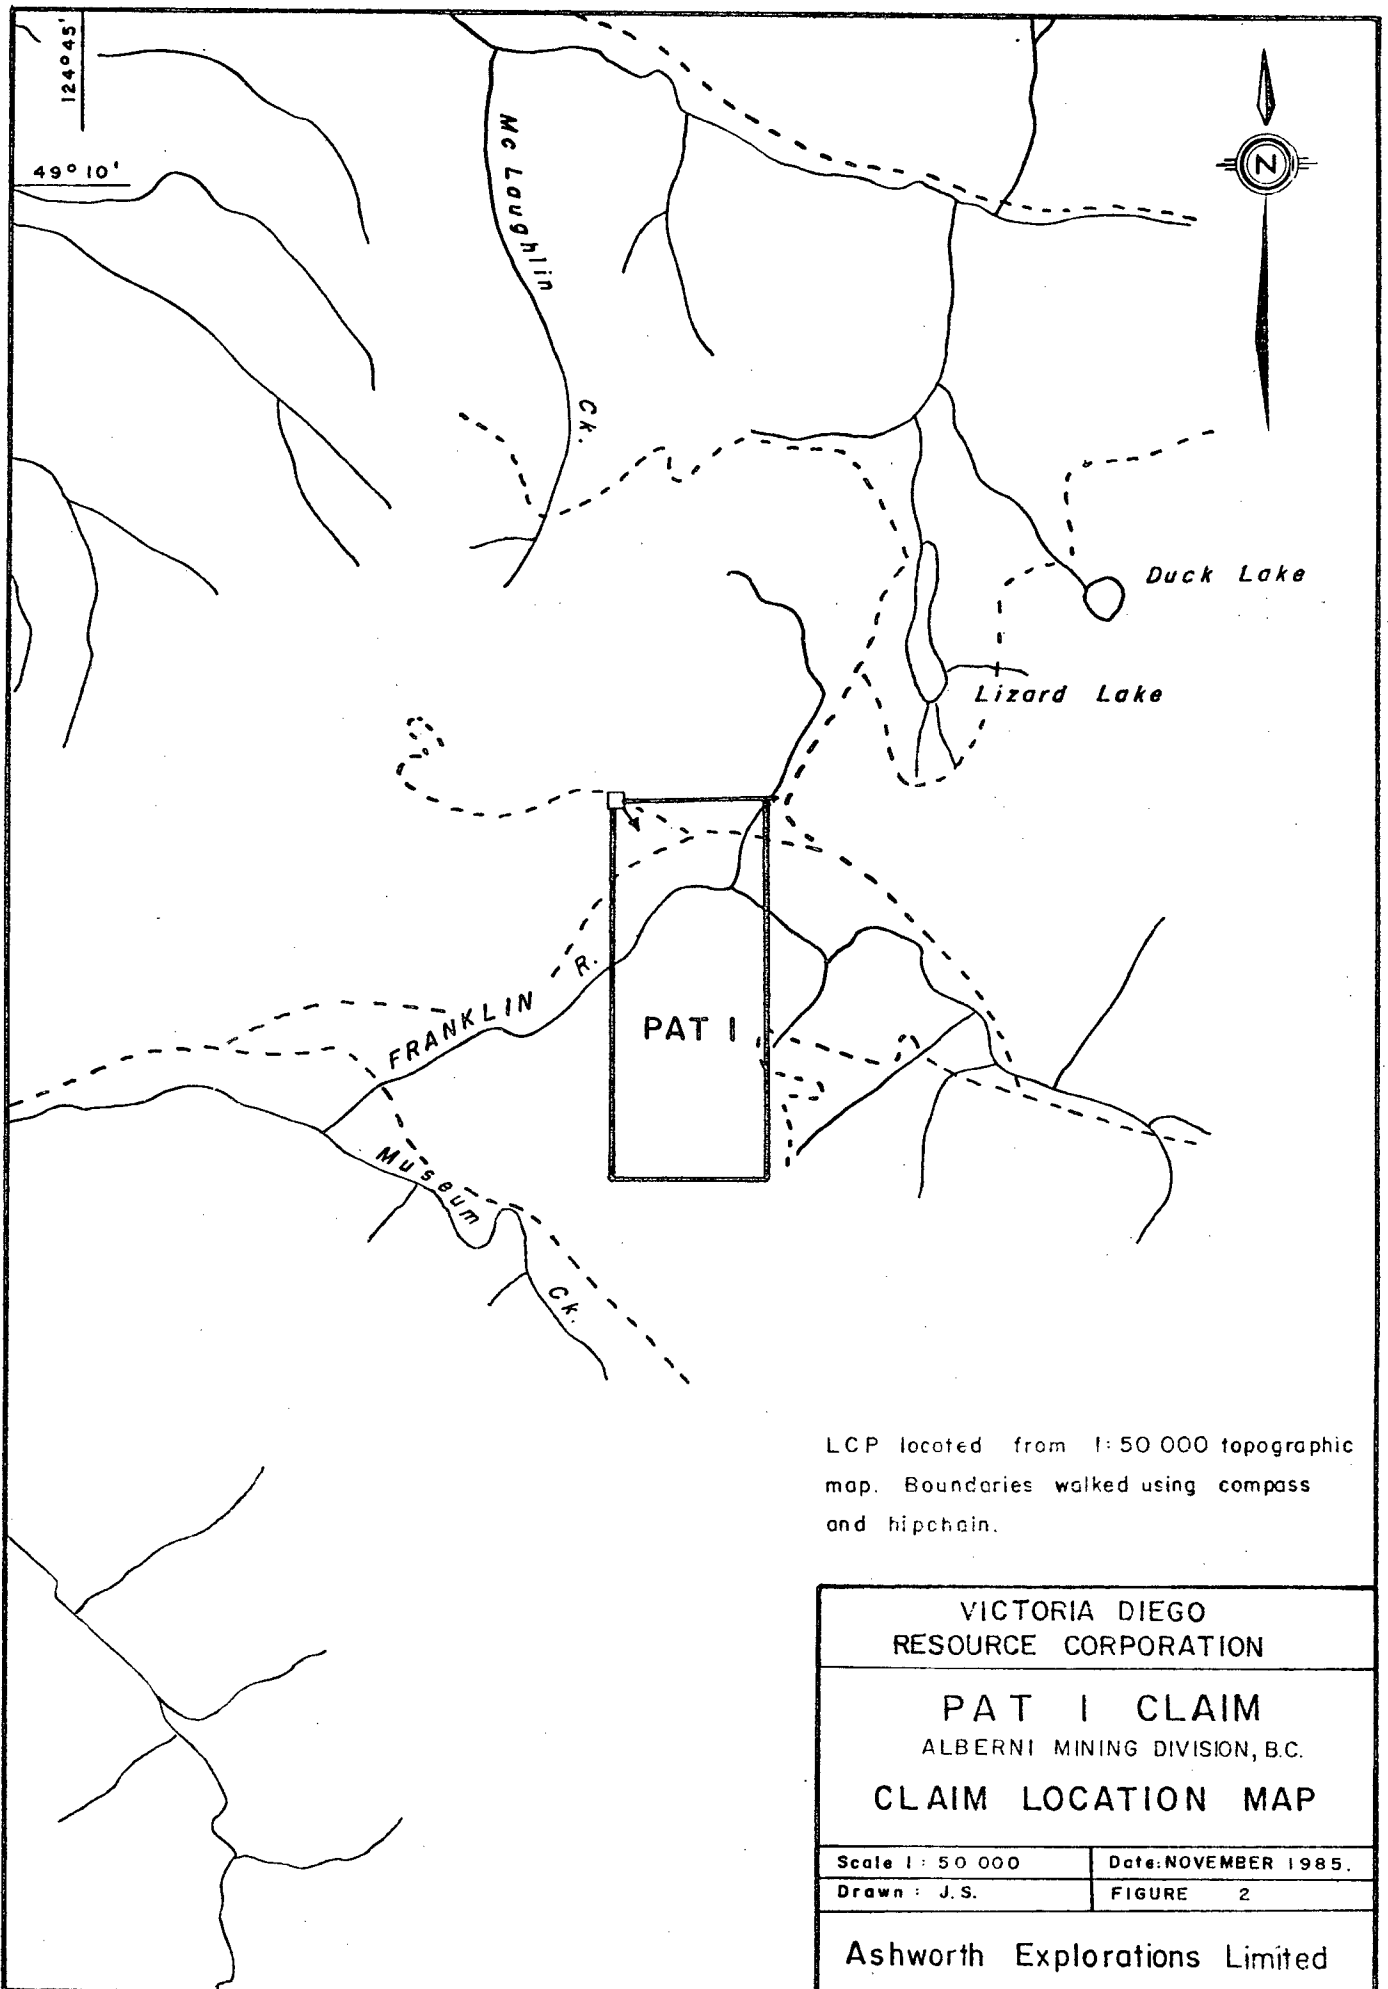 124°45'
49°10'
Mc Laughlin Ck.
N
Duck Lake
Lizard Lake
FRANKLIN R.
PAT I
Museum Ck.
LCP located from 1:50 000 topographic
map. Boundaries walked using compass
and hipchain.
VICTORIA DIEGO
RESOURCE CORPORATION
PAT I CLAIM
ALBERNI MINING DIVISION, B.C.
CLAIM LOCATION MAP
Scale 1 : 50 000
Date: NOVEMBER 1985.
Drawn : J.S.
FIGURE 2
Ashworth Explorations Limited